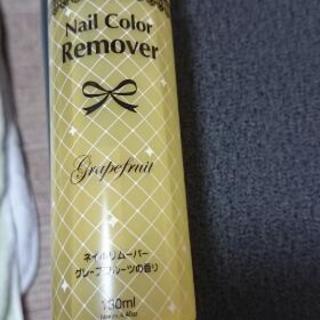 Nail Color
Remover
Grapefruit
ネイルリムーバー
グレープフルーツの香り
130ml